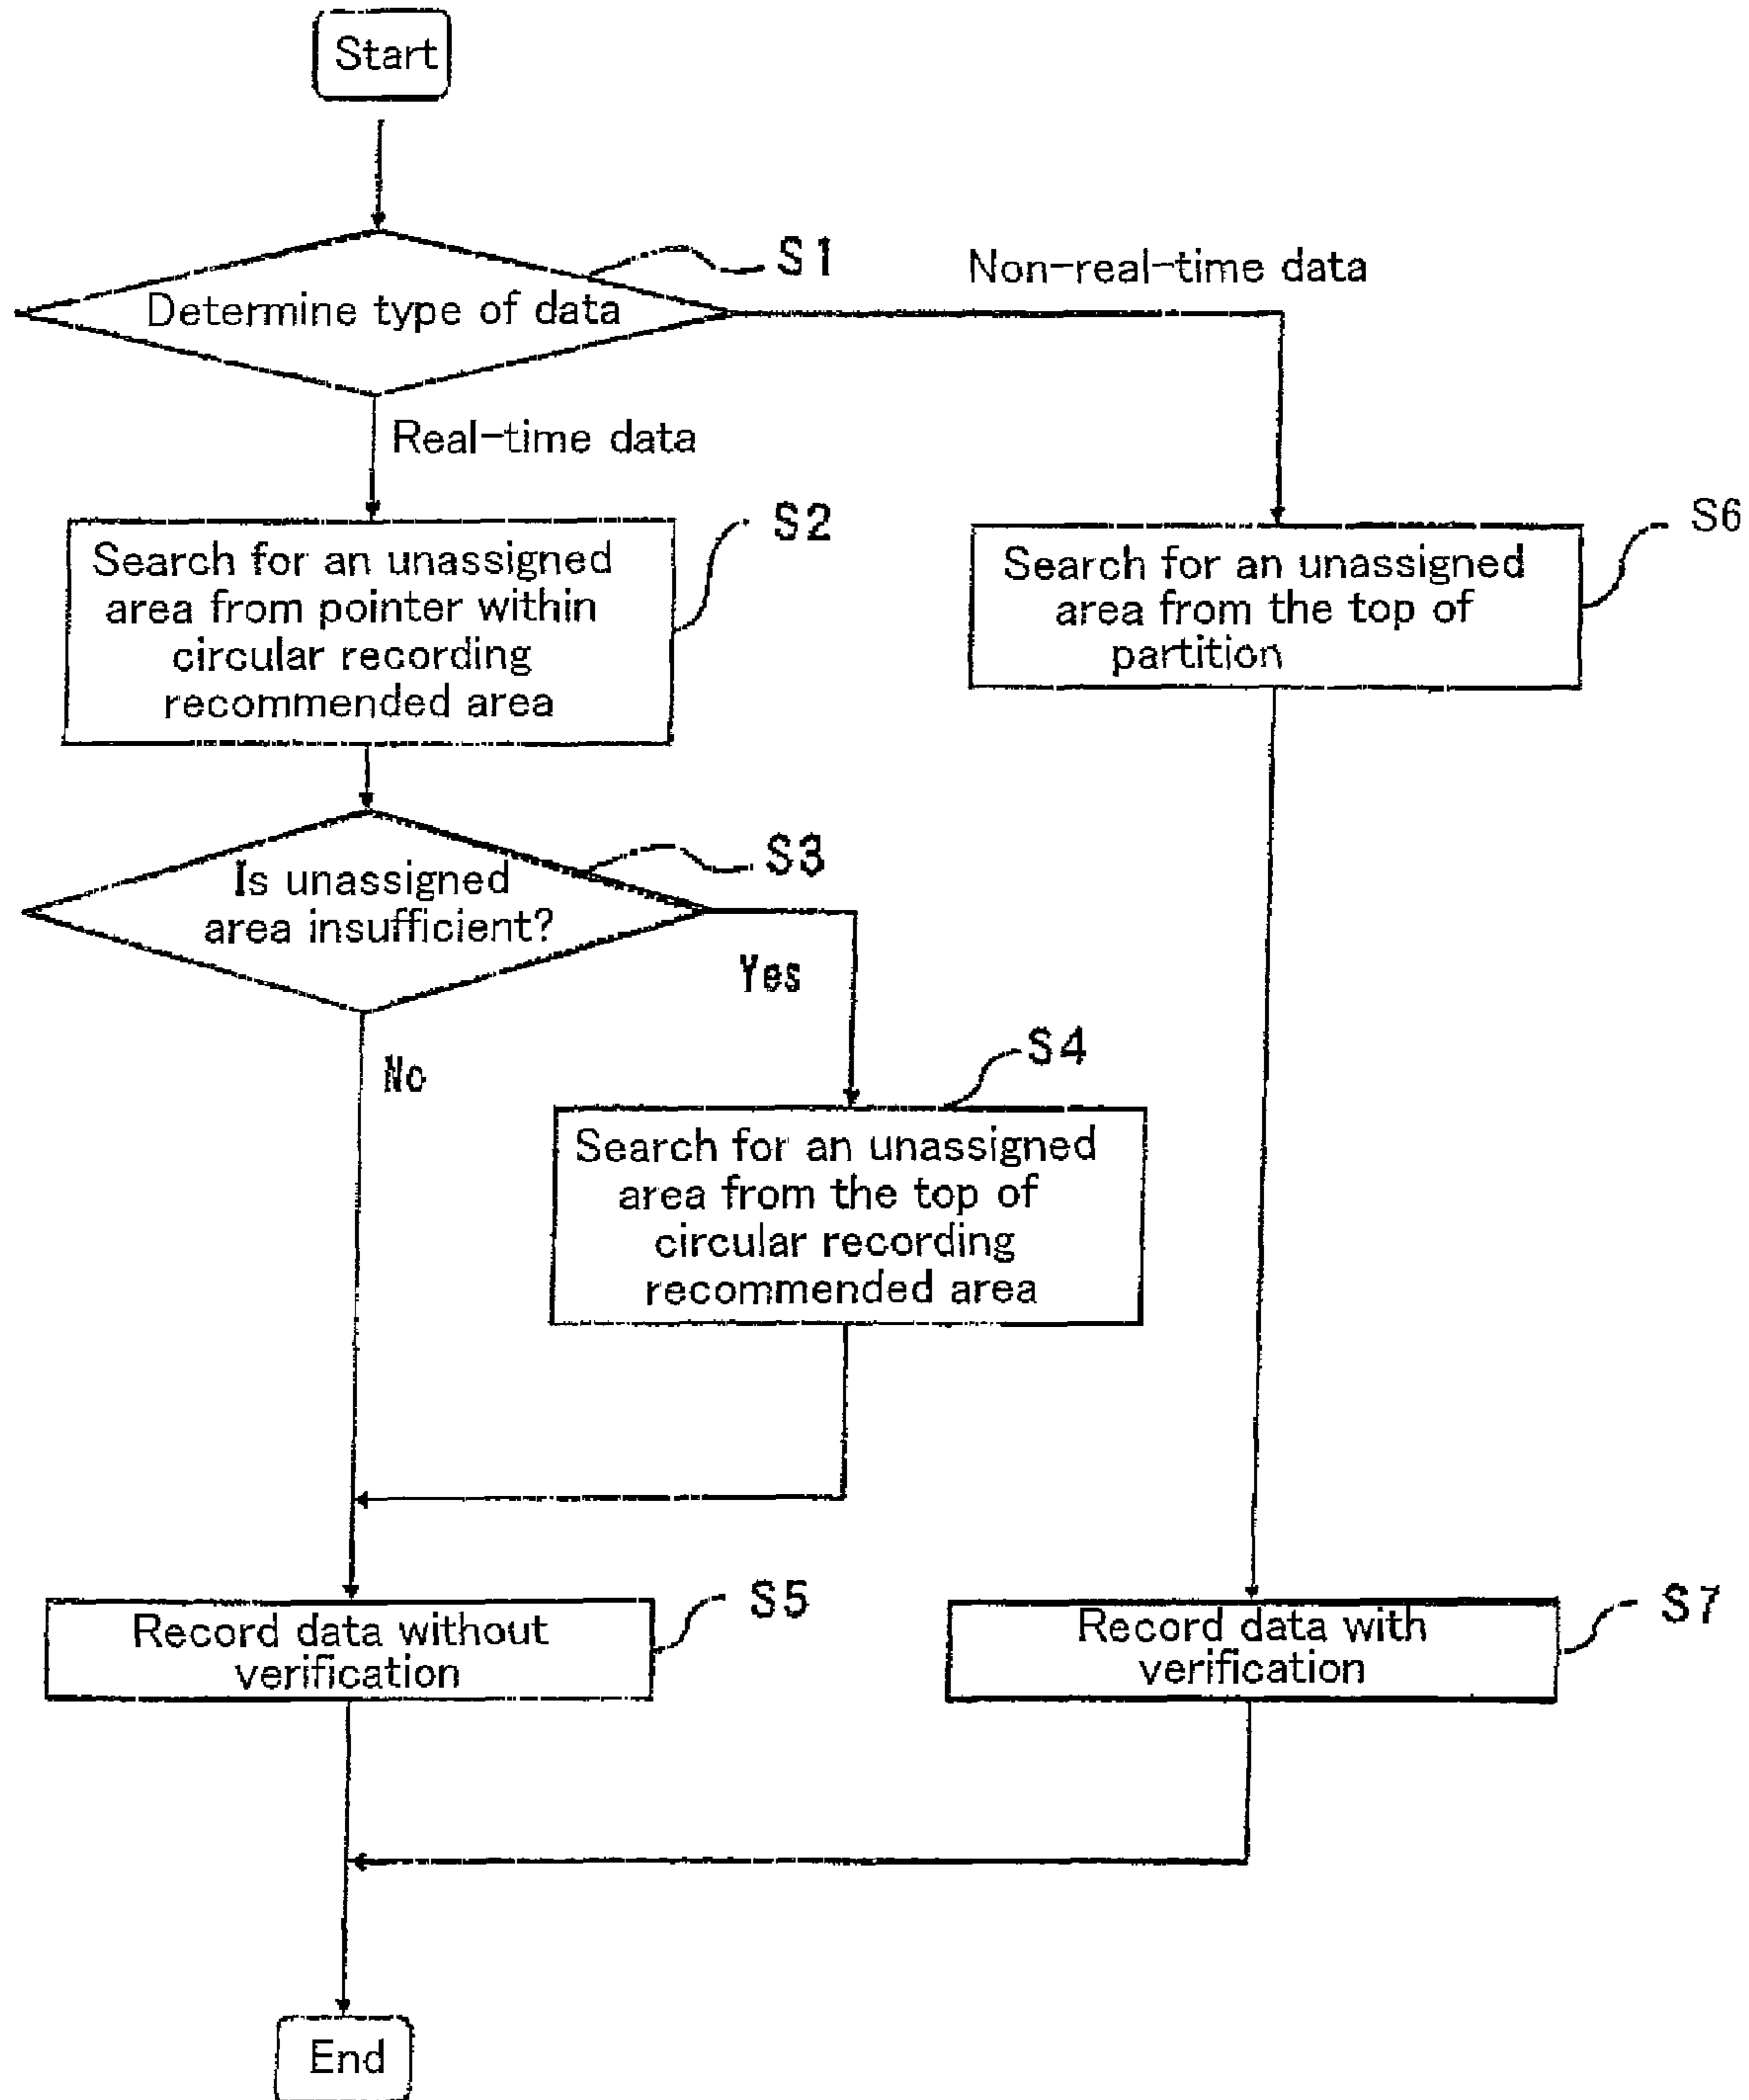 Start
S1
Determine type of data
Non-real-time data
Real-time data
S2
Search for an unassigned
area from pointer within
circular recording
recommended area
S6
Search for an unassigned
area from the top of
partition
S3
Is unassigned
area insufficient?
Yes
No
S4
Search for an unassigned
area from the top of
circular recording
recommended area
S5
Record data without
verification
S7
Record data with
verification
End